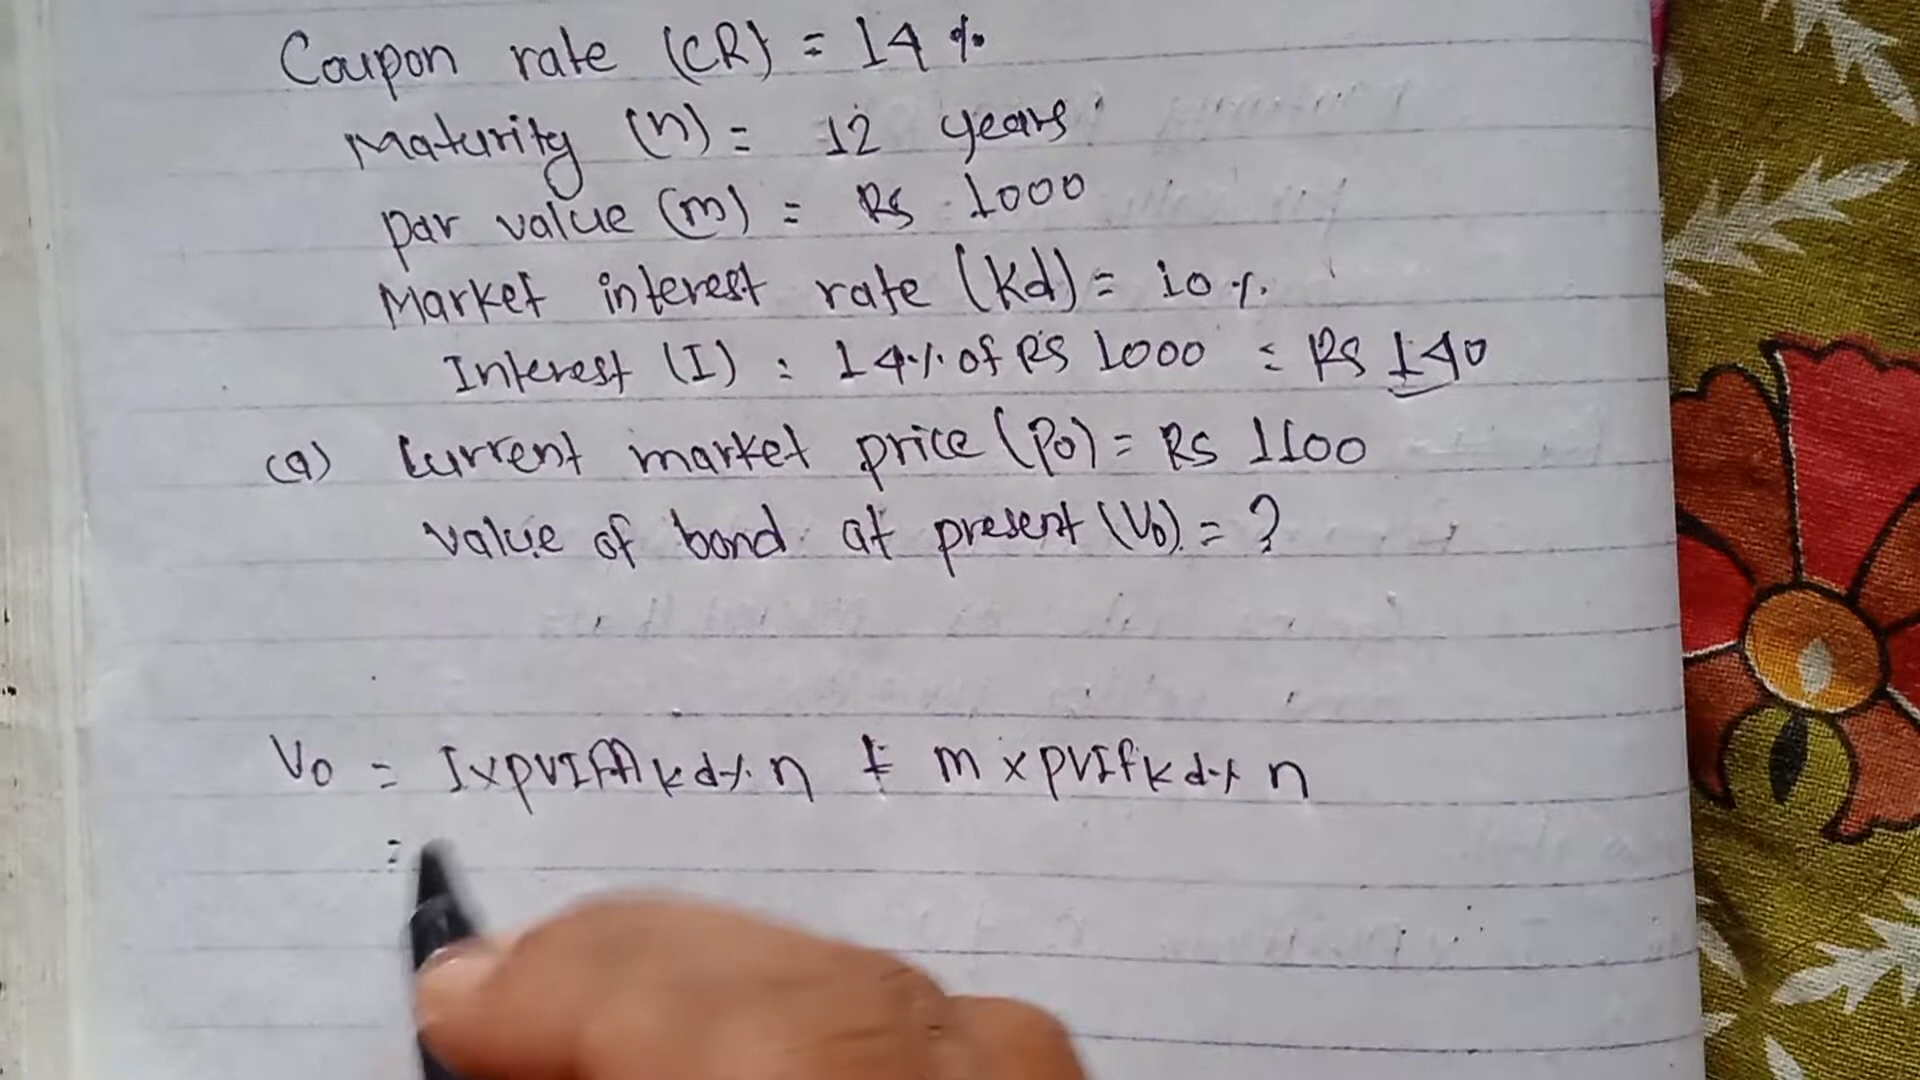 Coupon rate (CR) = 14 %
Maturity (n) = 12 years
par value (m) = Rs 1000
Market interest rate (kd) = 10 %
Interest (I) = 14% of Rs 1000 = Rs 140
(a) Current market price (P0) = Rs 1100
value of bond at present (V0) = ?
V0 = I x PVIFA kd% n + m x PVIF kd% n
=